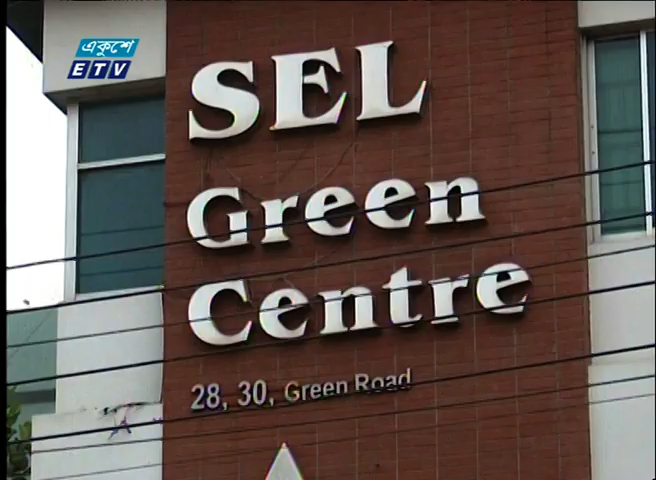 একুশে
ETV
SEL
Green
Centre
28, 30, Green Road